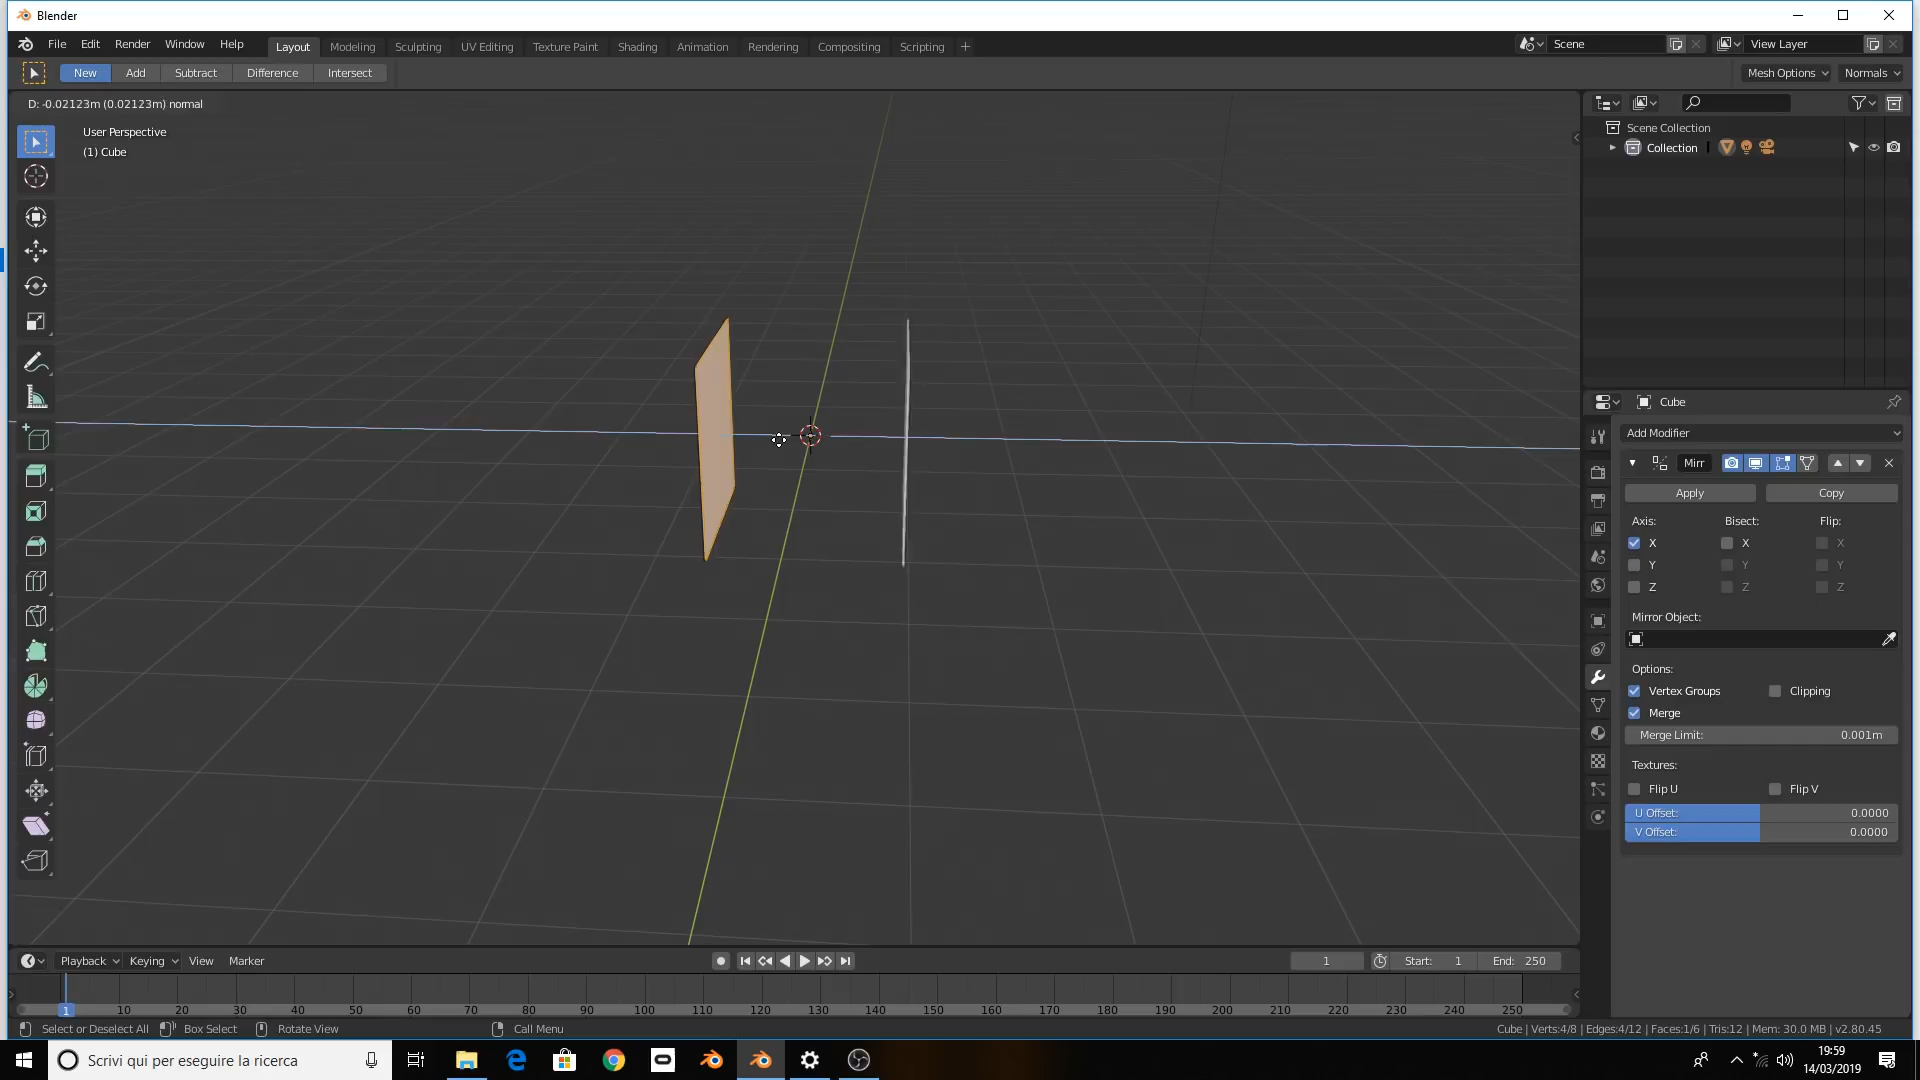 Blender
File Edit Render Window Help Layout Modeling Sculpting UV Editing Texture Paint Shading Animation Rendering Compositing Scripting + Scene View Layer
New Add Subtract Difference Intersect Mesh Options Normals
D: -0.02123m (0.02123m) normal
User Perspective
(1) Cube
Scene Collection
Collection
Cube
Add Modifier
Mirr
Apply Copy
Axis: Bisect: Flip:
X X X
Y Y Y
Z Z Z
Mirror Object:
Options:
Vertex Groups Clipping
Merge
Merge Limit: 0.001m
Textures:
Flip U Flip V
U Offset: 0.0000
V Offset: 0.0000
Playback Keying View Marker 1 Start: 1 End: 250
1 10 20 30 40 50 60 70 80 90 100 110 120 130 140 150 160 170 180 190 200 210 220 230 240 250
Select or Deselect All Box Select Rotate View Call Menu Cube | Verts:4/8 | Edges:4/12 | Faces:1/6 | Tris:12 | Mem: 30.0 MB | v2.80.45
Scrivi qui per eseguire la ricerca
19:59
14/03/2019